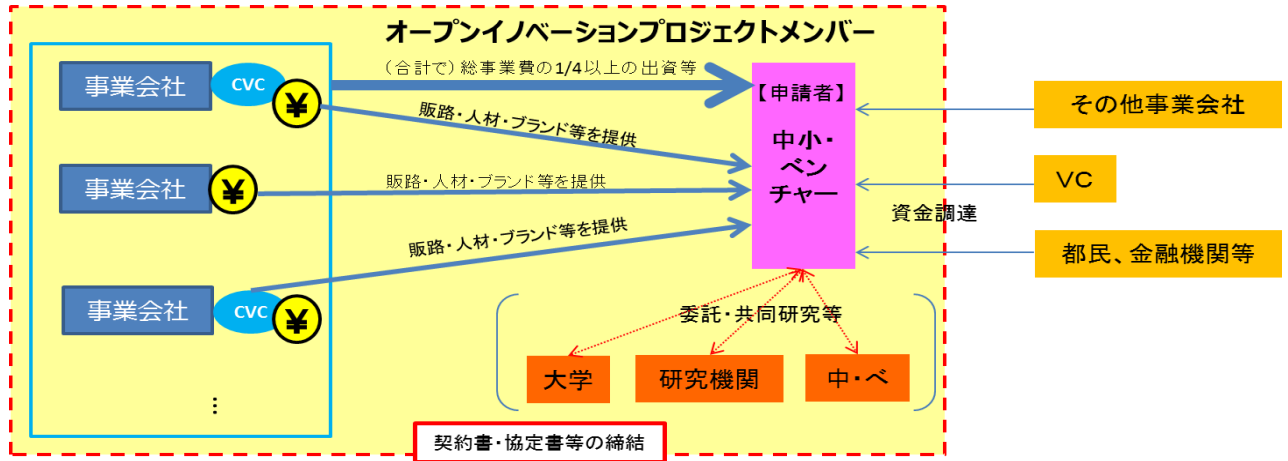 オープンイノベーションプロジェクトメンバー
事業会社
CVC
¥
(合計で)総事業費の1/4以上の出資等
販路・人材・ブランド等を提供
事業会社
¥
販路・人材・ブランド等を提供
事業会社
CVC
¥
販路・人材・ブランド等を提供
…
【申請者】
中小・
ベン
チャー
その他事業会社
VC
資金調達
都民、金融機関等
委託・共同研究等
大学
研究機関
中・ベ
契約書・協定書等の締結